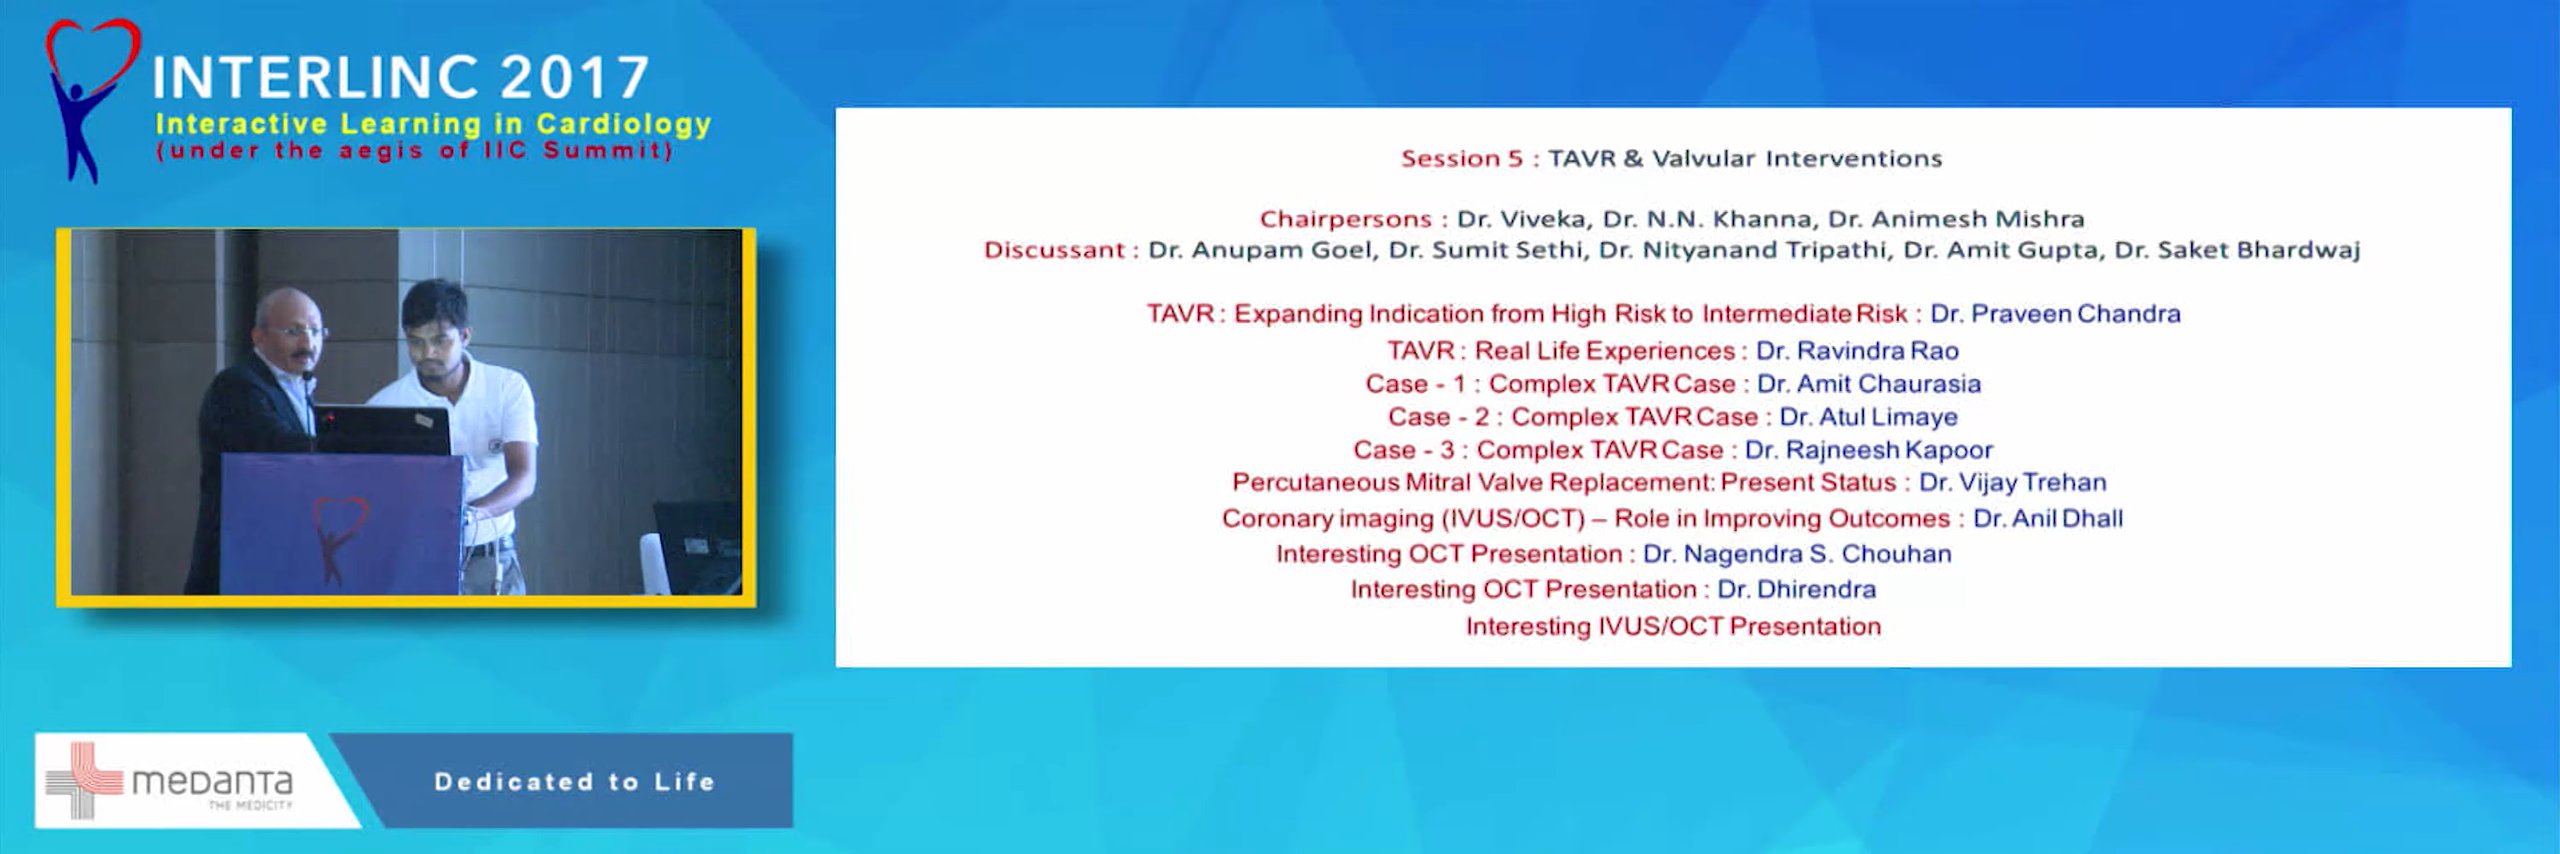 INTERLINC 2017
Interactive Learning in Cardiology
(under the aegis of IIC Summit)
Session 5 : TAVR & Valvular Interventions
Chairpersons : Dr. Viveka, Dr. N.N. Khanna, Dr. Animesh Mishra
Discussant : Dr. Anupam Goel, Dr. Sumit Sethi, Dr. Nityanand Tripathi, Dr. Amit Gupta, Dr. Saket Bhardwaj
TAVR : Expanding Indication from High Risk to Intermediate Risk : Dr. Praveen Chandra
TAVR : Real Life Experiences : Dr. Ravindra Rao
Case - 1 : Complex TAVR Case : Dr. Amit Chaurasia
Case - 2 : Complex TAVR Case : Dr. Atul Limaye
Case - 3 : Complex TAVR Case : Dr. Rajneesh Kapoor
Percutaneous Mitral Valve Replacement: Present Status : Dr. Vijay Trehan
Coronary imaging (IVUS/OCT) – Role in Improving Outcomes : Dr. Anil Dhall
Interesting OCT Presentation : Dr. Nagendra S. Chouhan
Interesting OCT Presentation : Dr. Dhirendra
Interesting IVUS/OCT Presentation
medanta
THE MEDICITY
Dedicated to Life